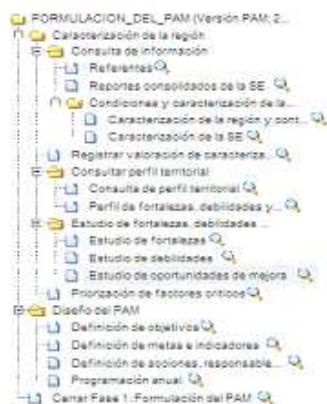 FORMULACION_DEL_PAM (Versión PAM: 2...
Caracterización de la región
Consulta de información
Referentes
Reportes consolidados de la SE
Condiciones y caracterización de la...
Caracterización de la región y cont...
Caracterización de la SE
Registrar valoración de caracteriza...
Consultar perfil territorial
Consulta de perfil territorial
Perfil de fortalezas, debilidades y...
Estudio de fortalezas, debilidades ...
Estudio de fortalezas
Estudio de debilidades
Estudio de oportunidades de mejora
Priorización de factores críticos
Diseño del PAM
Definición de objetivos
Definición de metas e indicadores
Definición de acciones, responsable...
Programación anual
Cerrar Fase 1. Formulación del PAM